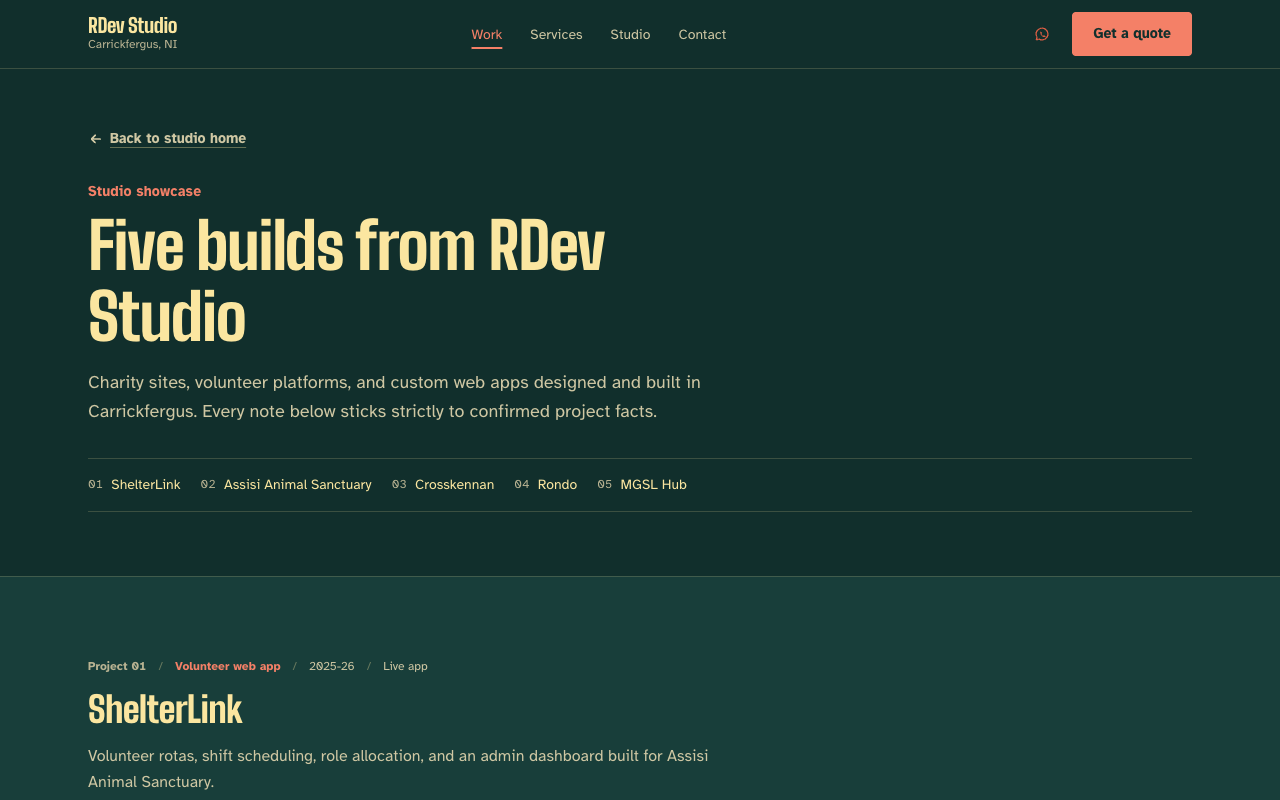 RDev Studio
Carrickfergus, NI
Work
Services
Studio
Contact
Get a quote
← Back to studio home
Studio showcase
Five builds from RDev
Studio
Charity sites, volunteer platforms, and custom web apps designed and built in
Carrickfergus. Every note below sticks strictly to confirmed project facts.
01 ShelterLink 02 Assisi Animal Sanctuary 03 Crosskennan 04 Rondo 05 MGSL Hub
Project 01 / Volunteer web app / 2025-26 / Live app
ShelterLink
Volunteer rotas, shift scheduling, role allocation, and an admin dashboard built for Assisi
Animal Sanctuary.